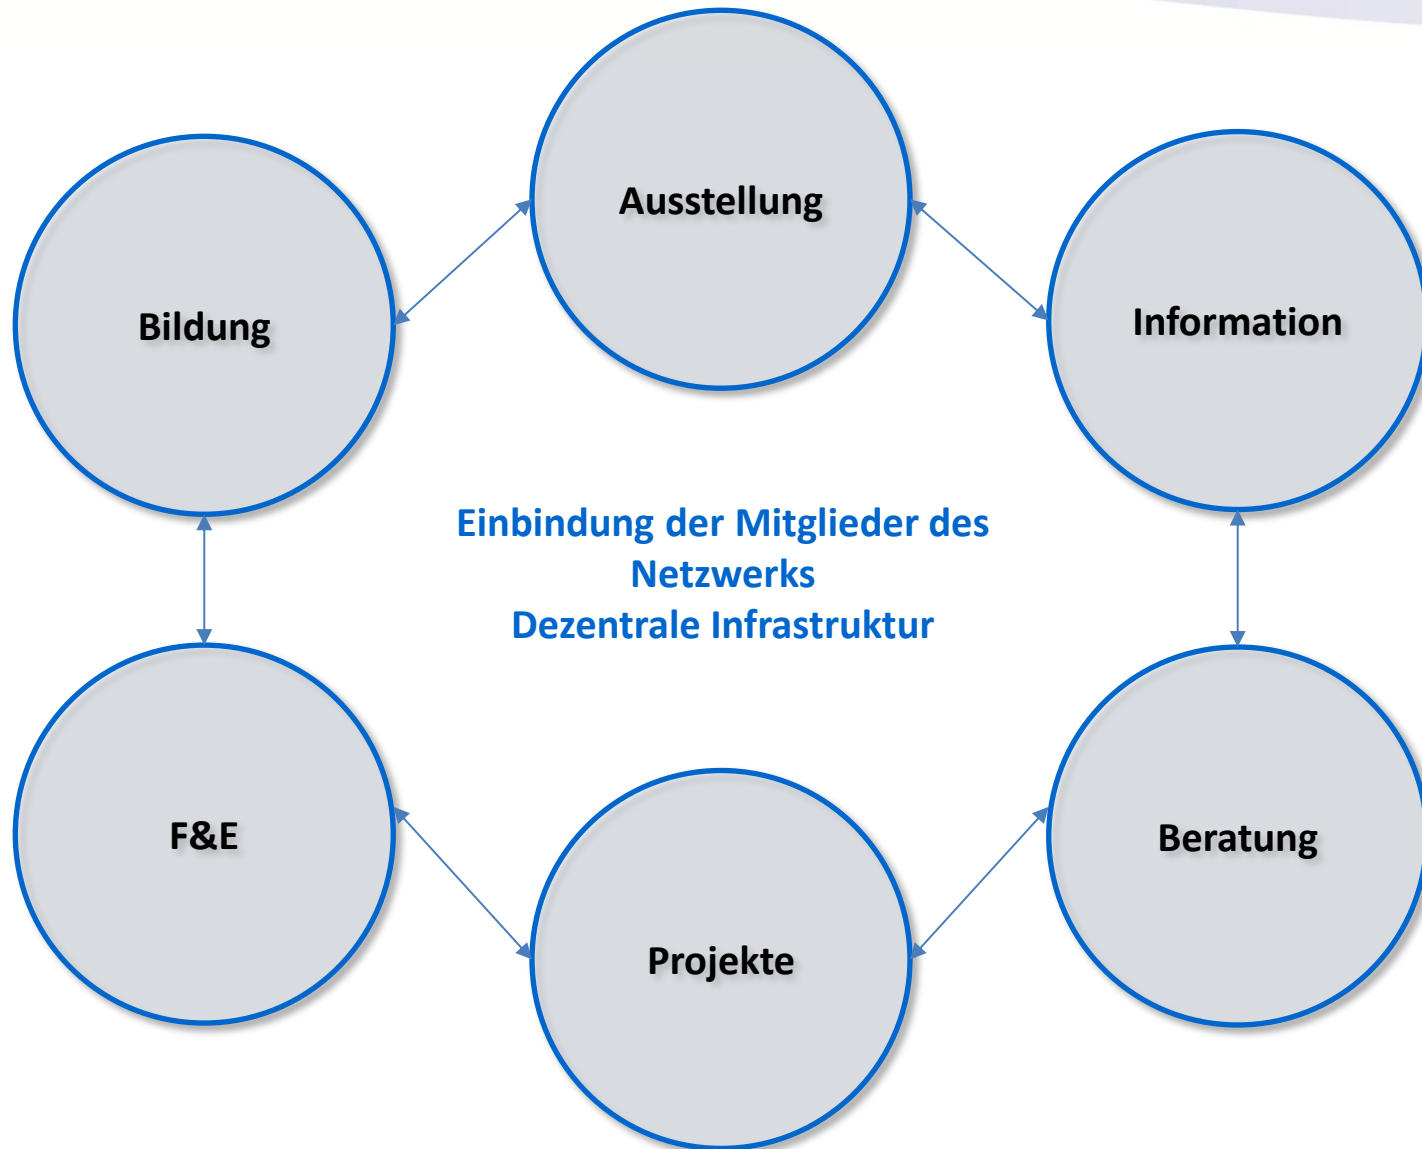 Ausstellung
Bildung
Information
Einbindung der Mitglieder des
Netzwerks
Dezentrale Infrastruktur
F&E
Beratung
Projekte